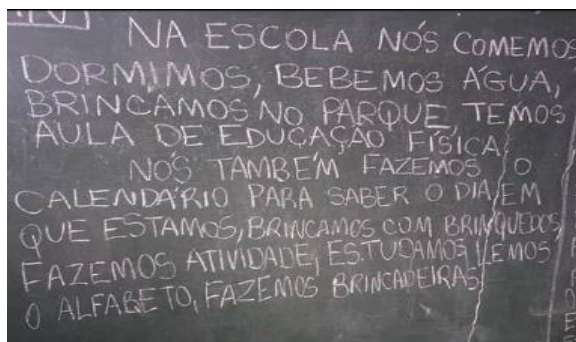 NA ESCOLA NÓS COMEMOS
DORMIMOS, BEBEMOS ÁGUA,
BRINCAMOS NO PARQUE, TEMOS
AULA DE EDUCAÇÃO FÍSICA,
NÓS TAMBÉM FAZEMOS O
CALENDÁRIO PARA SABER O DIA EM
QUE ESTAMOS, BRINCAMOS COM BRINQUEDOS,
FAZEMOS ATIVIDADE, ESTUDAMOS, LEMOS
O ALFABETO, FAZEMOS BRINCADEIRAS